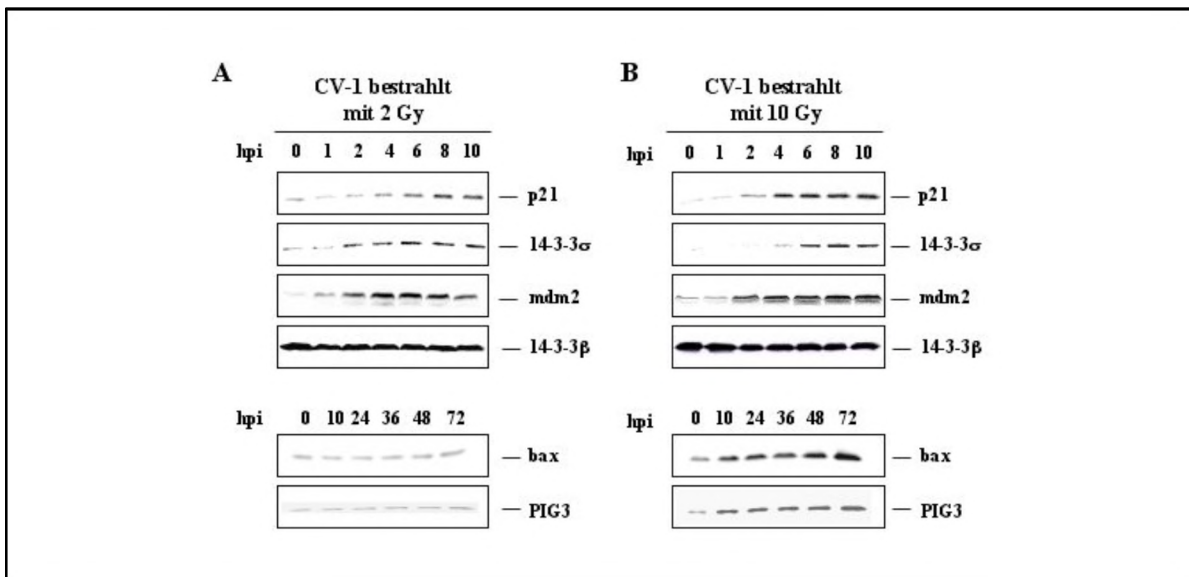 A
CV-1 bestrahlt
mit 2 Gy
hpi 0 1 2 4 6 8 10
p21
14-3-3σ
mdm2
14-3-3β
hpi 0 10 24 36 48 72
bax
PIG3
B
CV-1 bestrahlt
mit 10 Gy
hpi 0 1 2 4 6 8 10
p21
14-3-3σ
mdm2
14-3-3β
hpi 0 10 24 36 48 72
bax
PIG3